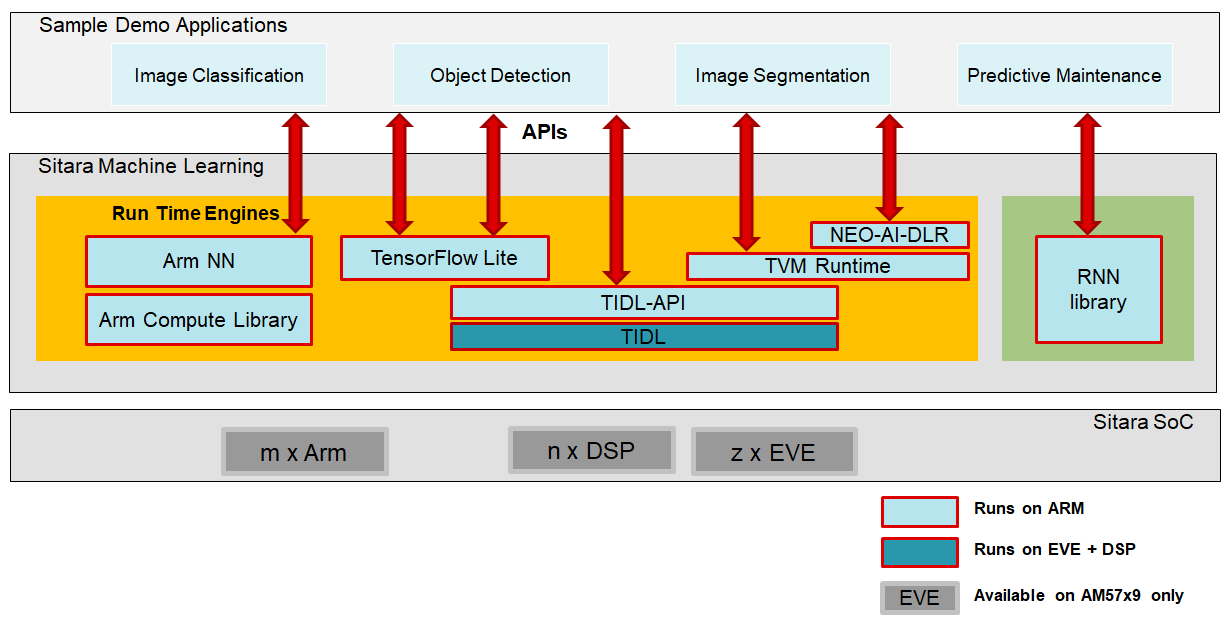 Sample Demo Applications
Image Classification
Object Detection
Image Segmentation
Predictive Maintenance
APIs
Sitara Machine Learning
Run Time Engines
Arm NN
Arm Compute Library
TensorFlow Lite
NEO-AI-DLR
TVM Runtime
TIDL-API
TIDL
RNN
library
Sitara SoC
m x Arm
n x DSP
z x EVE
Runs on ARM
Runs on EVE + DSP
EVE
Available on AM57x9 only